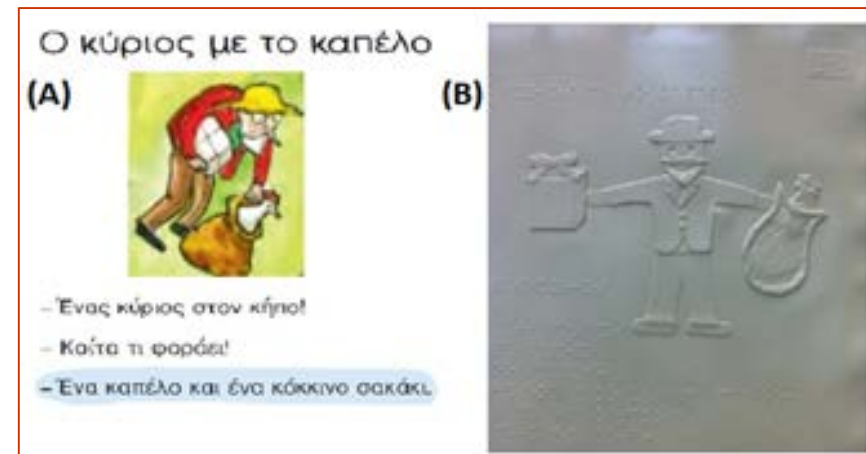 Ο κύριος με το καπέλο
(A)
(B)
– Ένας κύριος στον κήπο!
– Κοίτα τι φοράει!
– Ένα καπέλο και ένα κόκκινο σακάκι.